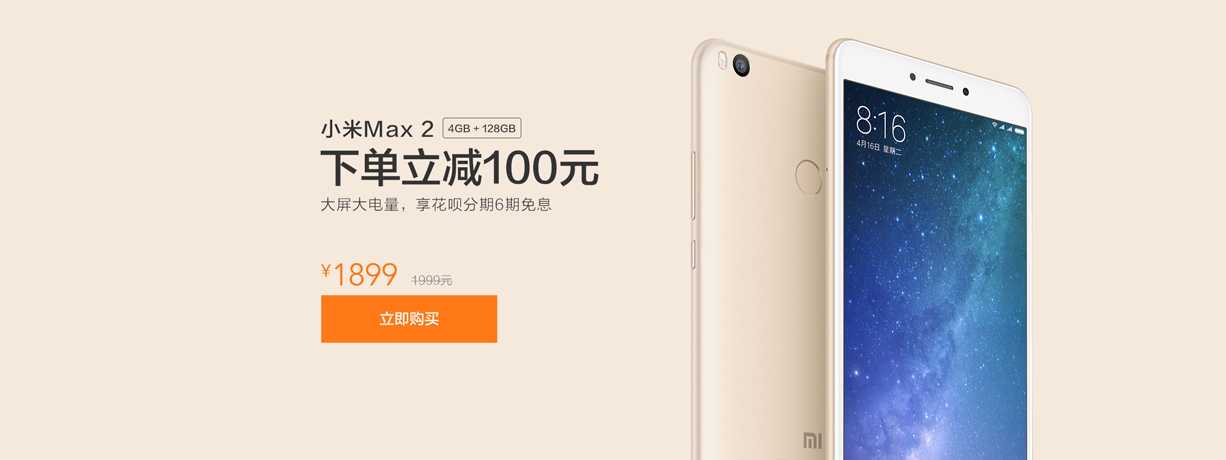 小米Max 2 4GB + 128GB
下单立减100元
大屏大电量，享花呗分期6期免息
¥1899 1999元
立即购买
8:16
4月16日 星期二
MI